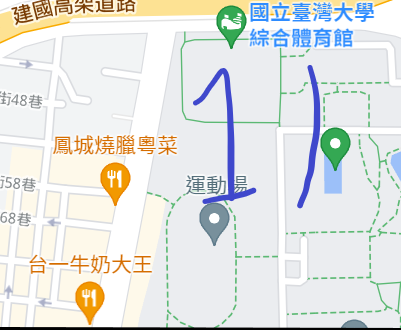 建國高架道路
國立臺灣大學
綜合體育館
街48巷
鳳城燒臘粵菜
1)
街58巷
運動場
68巷
台一牛奶大王